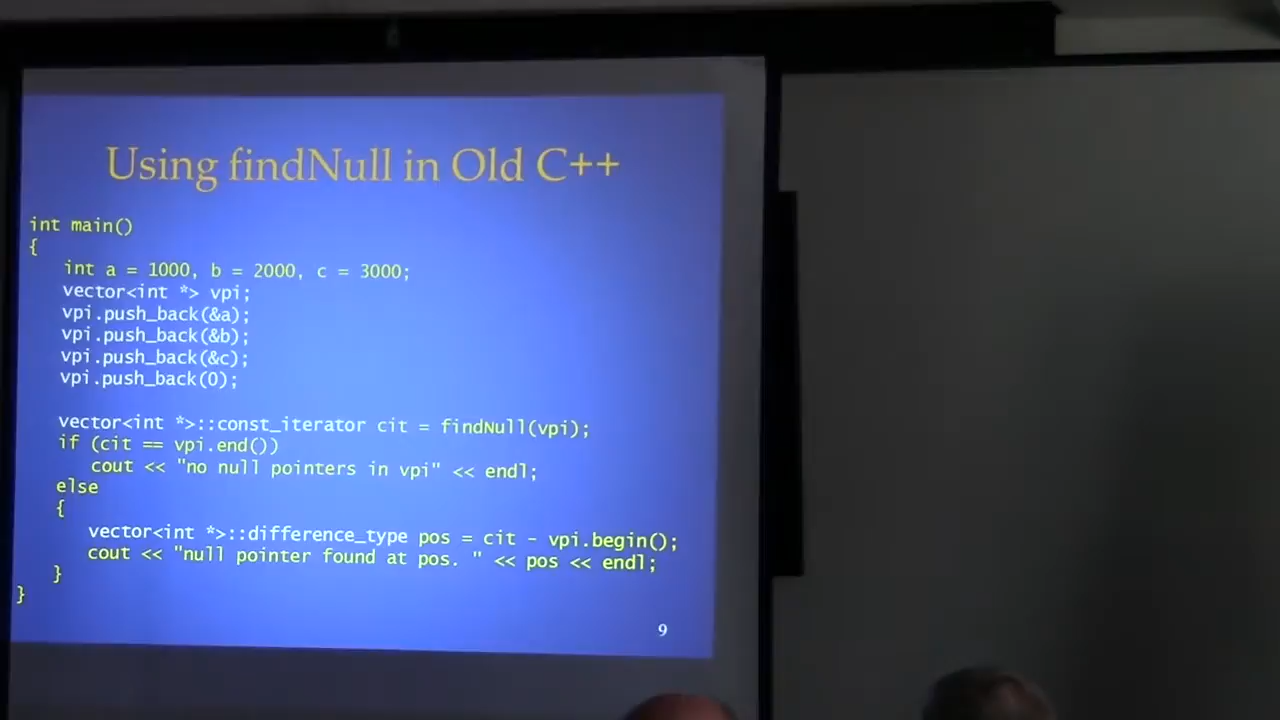 Using findNull in Old C++
int main()
{
int a = 1000, b = 2000, c = 3000;
vector<int *> vpi;
vpi.push_back(&a);
vpi.push_back(&b);
vpi.push_back(&c);
vpi.push_back(0);
vector<int *>::const_iterator cit = findNull(vpi);
if (cit == vpi.end())
cout << "no null pointers in vpi" << endl;
else
{
vector<int *>::difference_type pos = cit - vpi.begin();
cout << "null pointer found at pos. " << pos << endl;
}
}
9